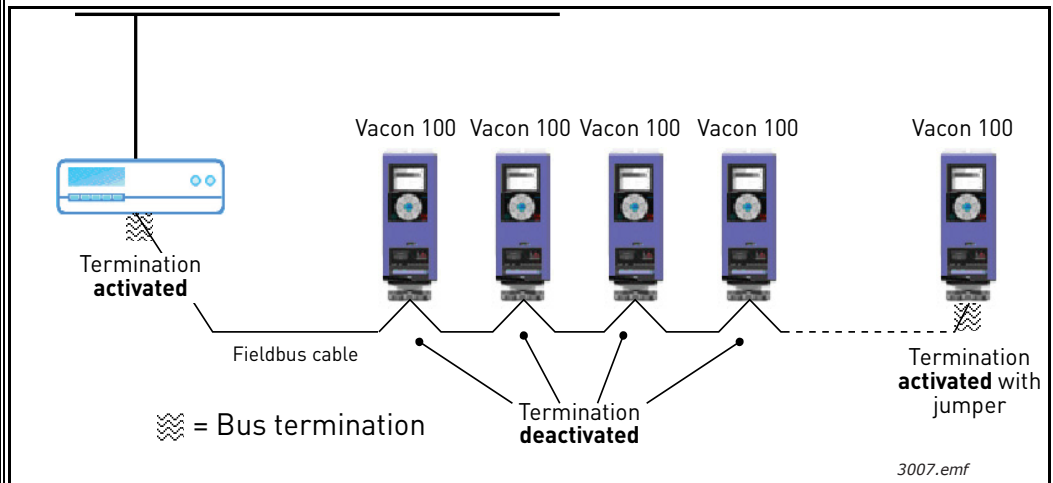 Vacon 100 Vacon 100 Vacon 100 Vacon 100 Vacon 100
Termination
activated
Fieldbus cable
Termination
deactivated
Termination
activated with
jumper
= Bus termination
3007.emf